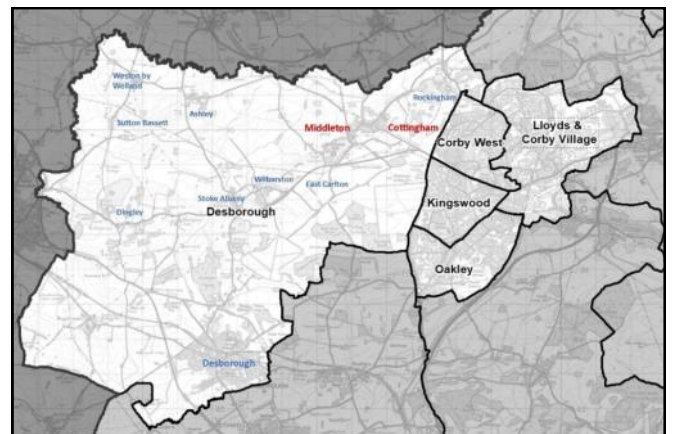 Weston by
Welland
Ashley
Sutton Bassett
Rockingham
Middleton
Cottingham
Lloyds &
Corby Village
Corby West
Wilbarston
East Carlton
Stoke Albany
Kingswood
Dingley
Desborough
Oakley
Desborough